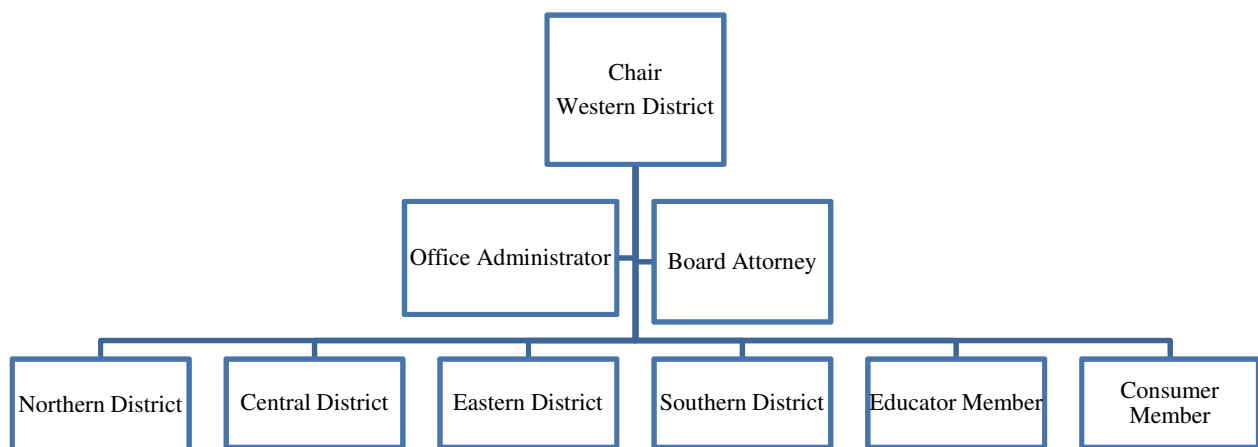 Chair
Western District
Office Administrator
Board Attorney
Northern District
Central District
Eastern District
Southern District
Educator Member
Consumer
Member